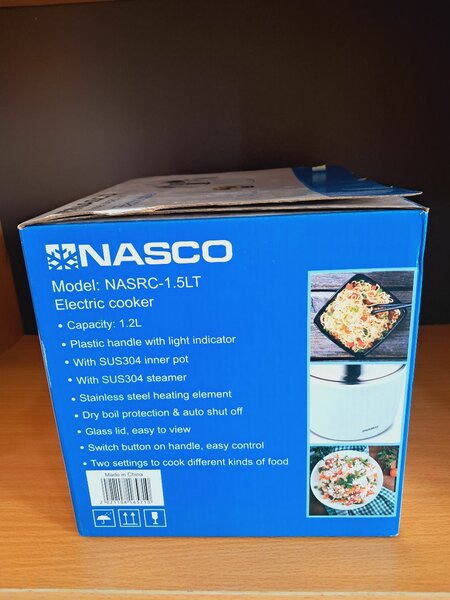 NASCO
Model: NASRC-1.5LT
Electric cooker
• Capacity: 1.2L
• Plastic handle with light indicator
• With SUS304 inner pot
• With SUS304 steamer
• Stainless steel heating element
• Dry boil protection & auto shut off
• Glass lid, easy to view
• Switch button on handle, easy control
• Two settings to cook different kinds of food
Made in China
NASCO